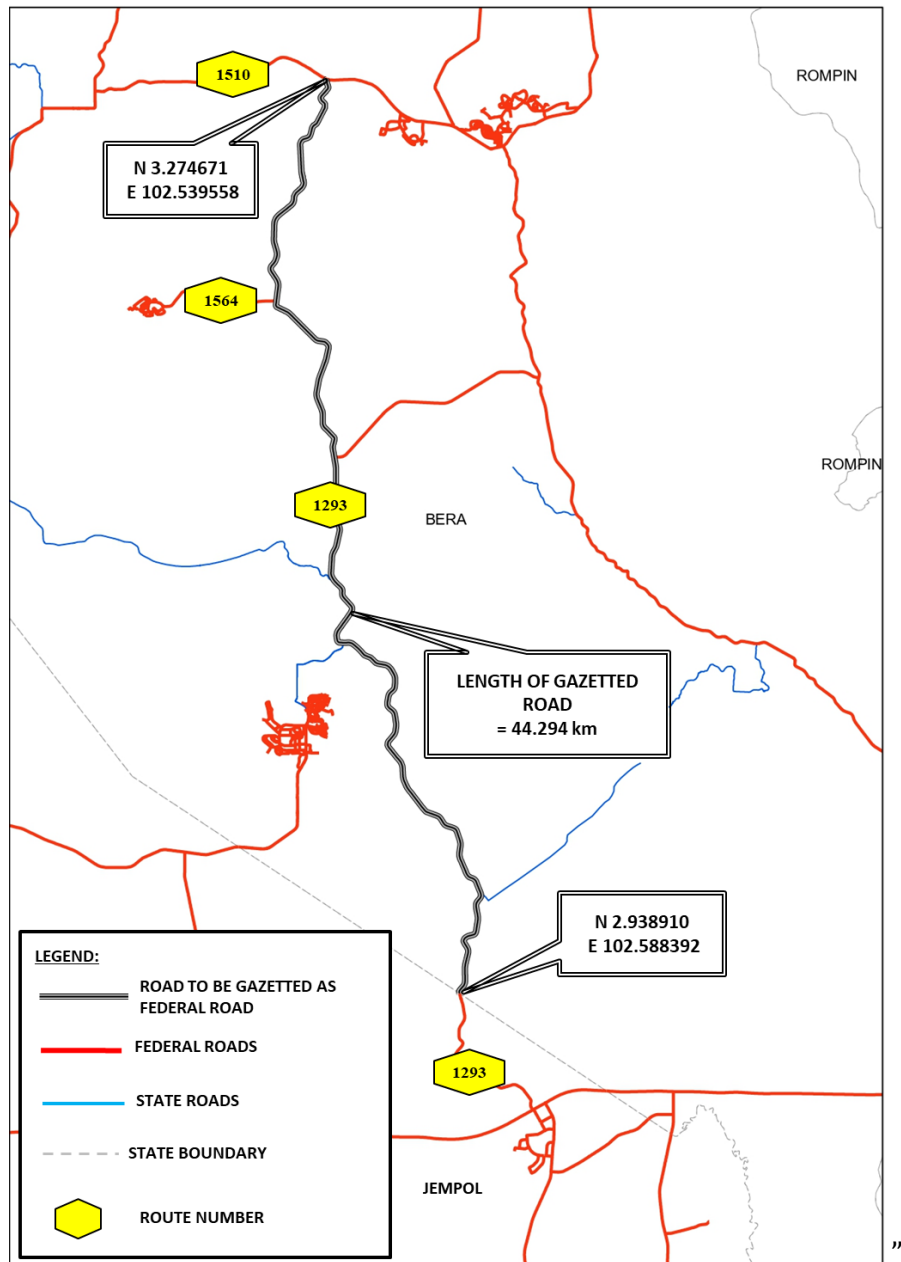 1510
ROMPIN
N 3.274671
E 102.539558
1564
ROMPIN
1293
BERA
LENGTH OF GAZETTED
ROAD
= 44.294 km
N 2.938910
E 102.588392
1293
JEMPOL
LEGEND:
ROAD TO BE GAZETTED AS
FEDERAL ROAD
FEDERAL ROADS
STATE ROADS
STATE BOUNDARY
ROUTE NUMBER
”